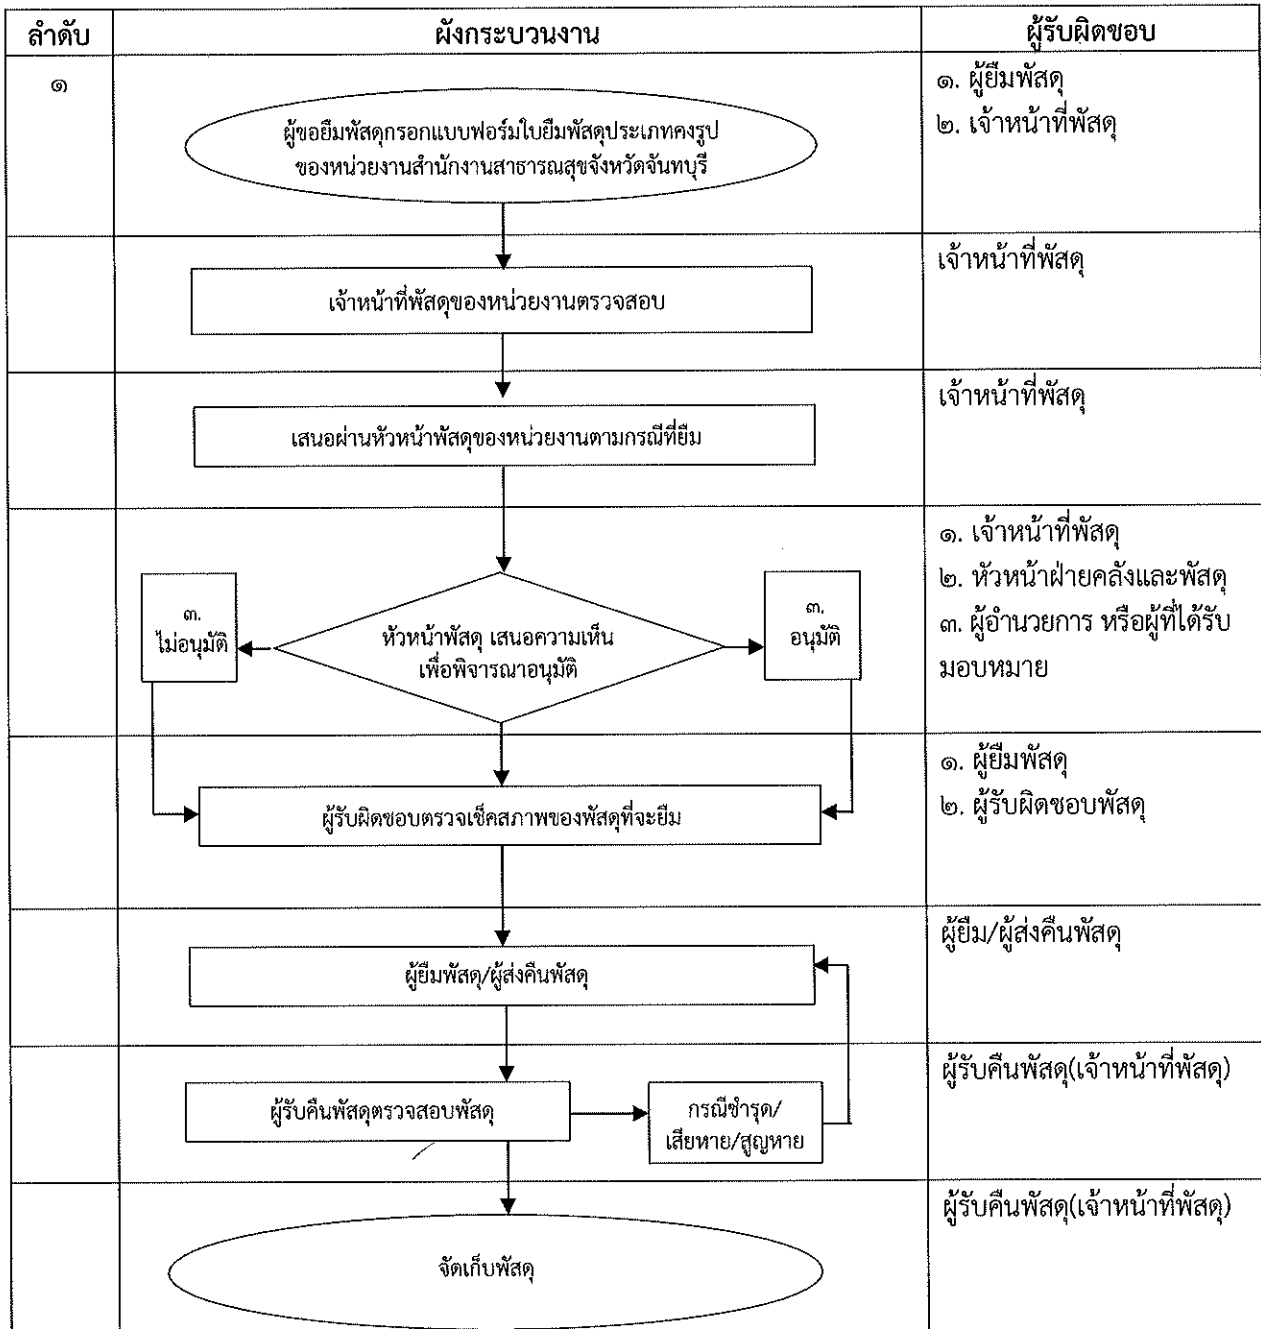 ลำดับ
ผังกระบวนงาน
ผู้รับผิดชอบ
๑
ผู้ขอยืมพัสดุกรอกแบบฟอร์มใบยืมพัสดุประเภทคงรูป
ของหน่วยงานสำนักงานสาธารณสุขจังหวัดจันทบุรี
๑. ผู้ยืมพัสดุ
๒. เจ้าหน้าที่พัสดุ
เจ้าหน้าที่พัสดุของหน่วยงานตรวจสอบ
เจ้าหน้าที่พัสดุ
เสนอผ่านหัวหน้าพัสดุของหน่วยงานตามกรณีที่ยืม
เจ้าหน้าที่พัสดุ
๓.
ไม่อนุมัติ
หัวหน้าพัสดุ เสนอความเห็น
เพื่อพิจารณาอนุมัติ
๓.
อนุมัติ
๑. เจ้าหน้าที่พัสดุ
๒. หัวหน้าฝ่ายคลังและพัสดุ
๓. ผู้อำนวยการ หรือผู้ที่ได้รับ
มอบหมาย
ผู้รับผิดชอบตรวจเช็คสภาพของพัสดุที่จะยืม
๑. ผู้ยืมพัสดุ
๒. ผู้รับผิดชอบพัสดุ
ผู้ยืมพัสดุ/ผู้ส่งคืนพัสดุ
ผู้ยืม/ผู้ส่งคืนพัสดุ
ผู้รับคืนพัสดุตรวจสอบพัสดุ
กรณีชำรุด/
เสียหาย/สูญหาย
ผู้รับคืนพัสดุ(เจ้าหน้าที่พัสดุ)
จัดเก็บพัสดุ
ผู้รับคืนพัสดุ(เจ้าหน้าที่พัสดุ)